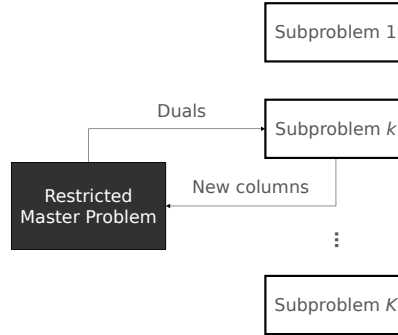 Subproblem 1
Duals
Subproblem k
Restricted
Master Problem
New columns
⋮
Subproblem K